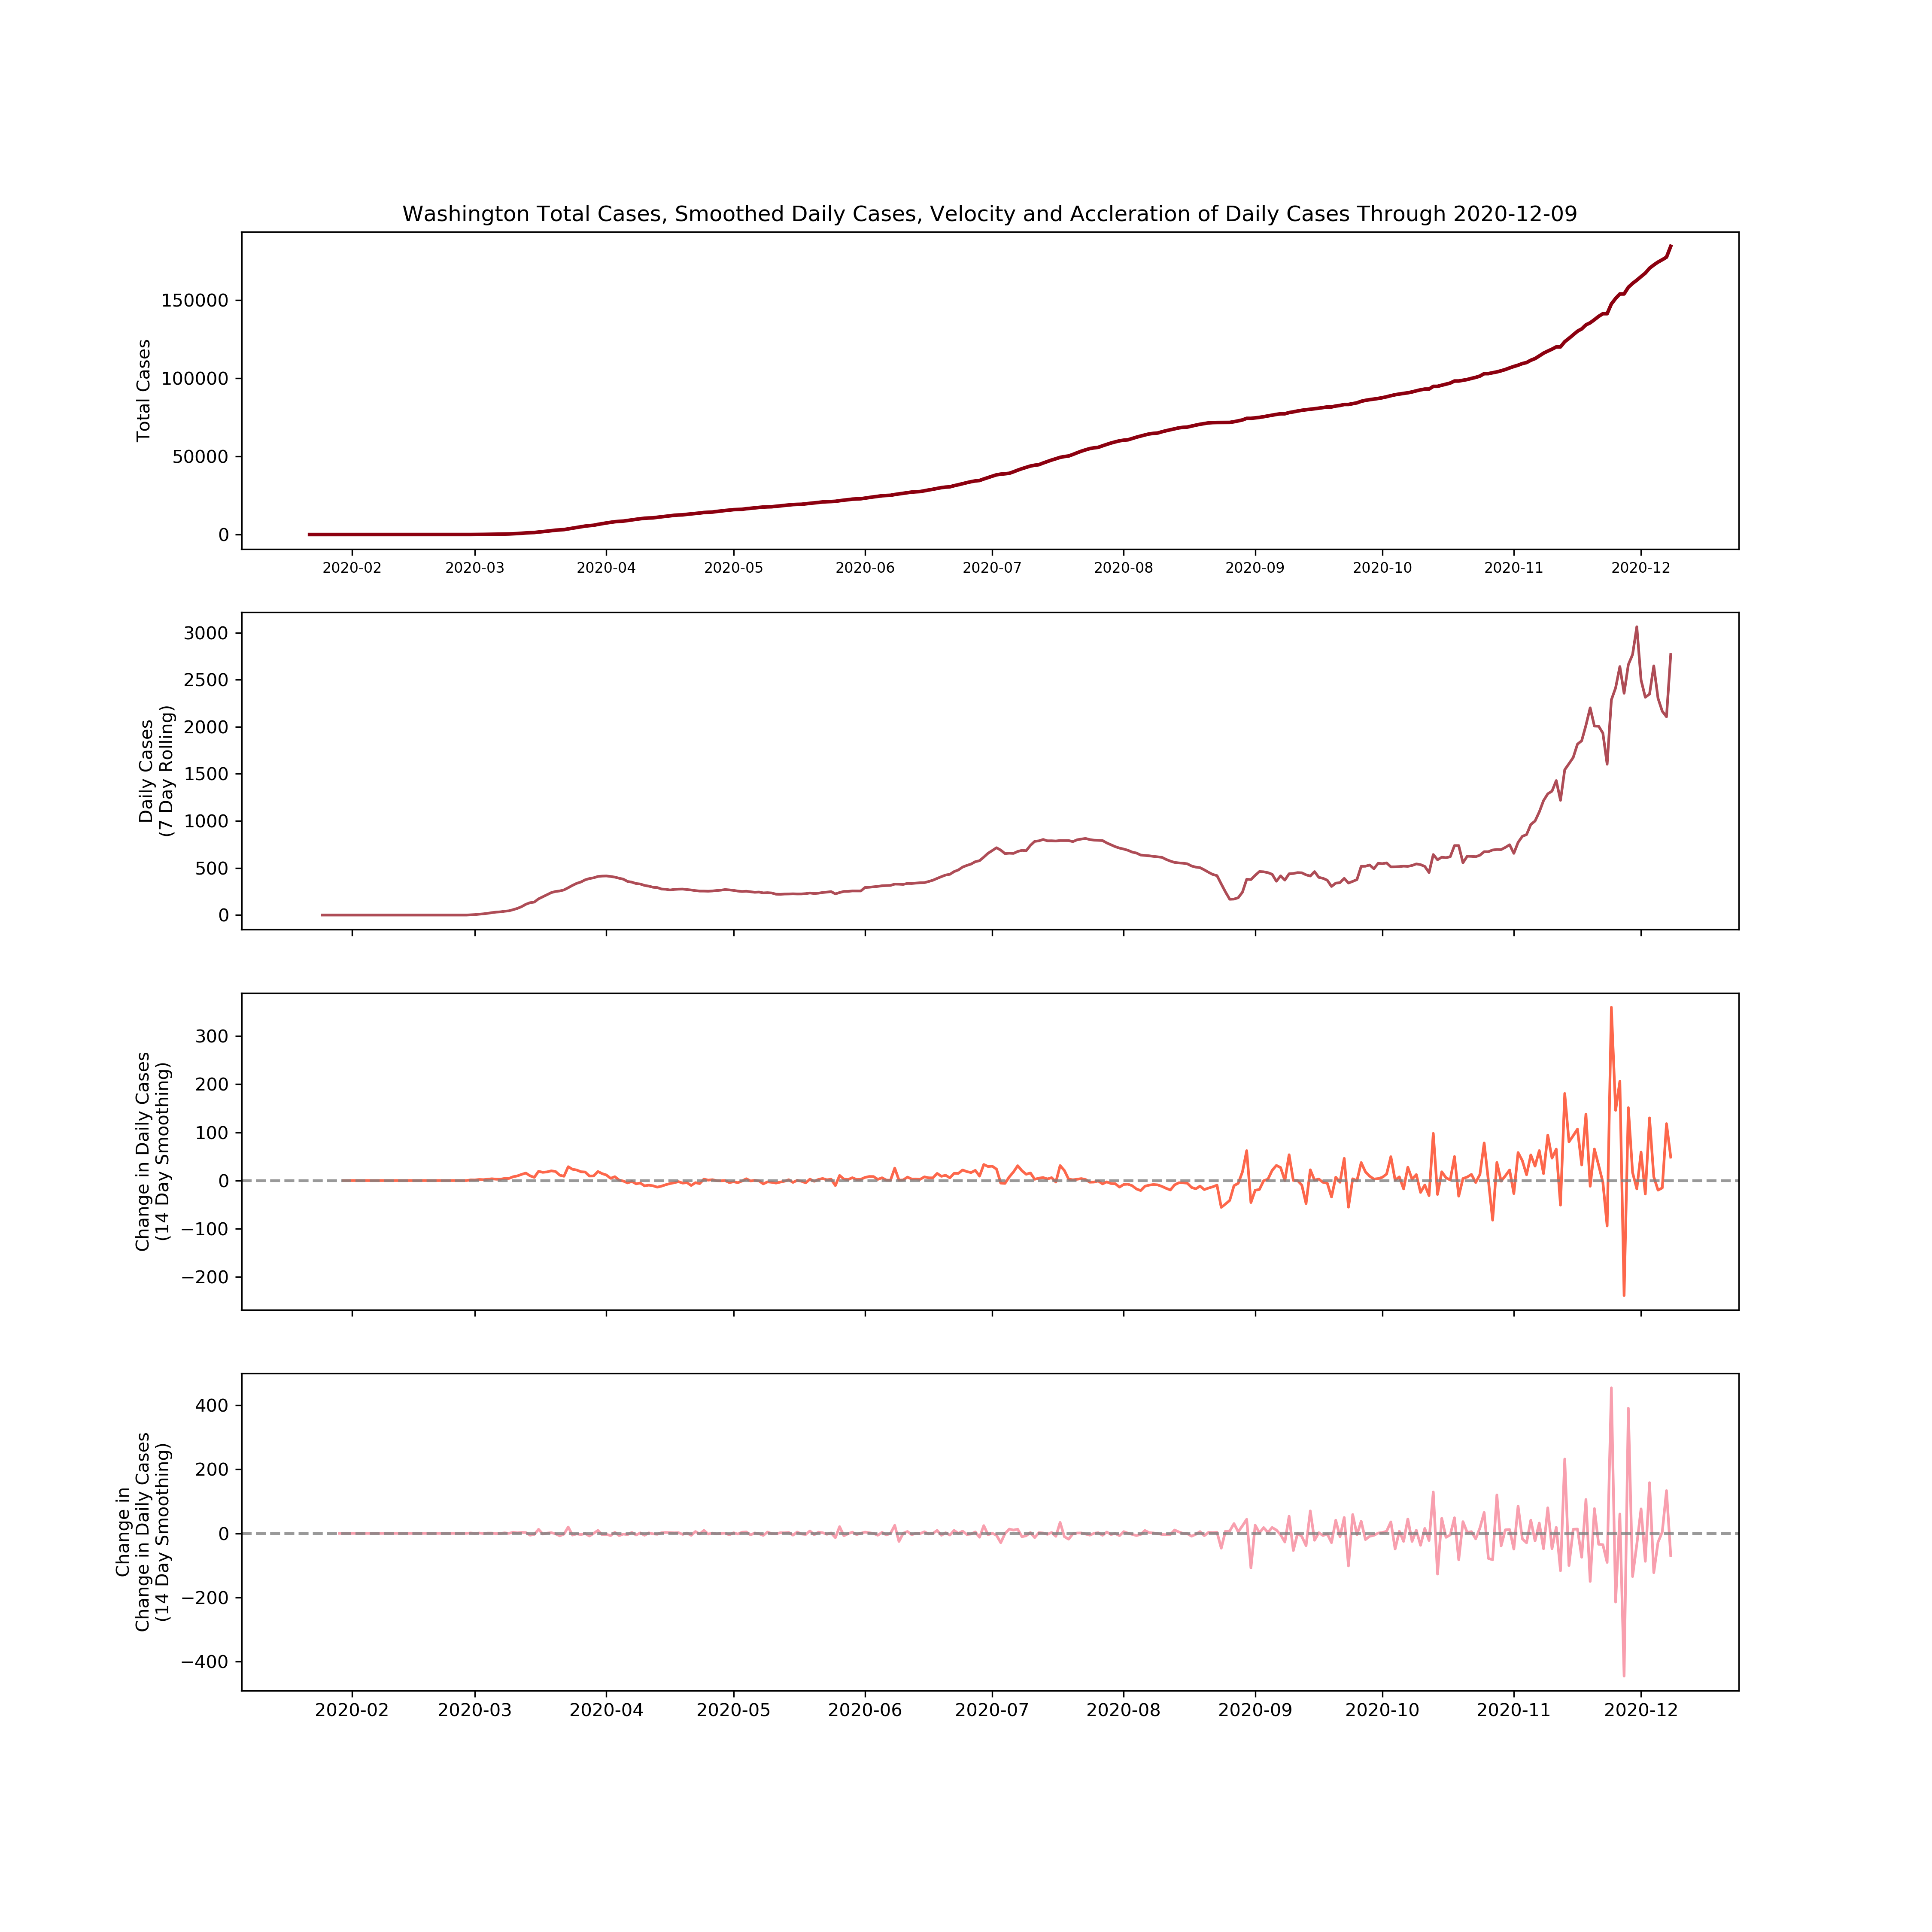 Washington Total Cases, Smoothed Daily Cases, Velocity and Accleration of Daily Cases Through 2020-12-09
Total Cases
150000
100000
50000
0
2020-02 2020-03 2020-04 2020-05 2020-06 2020-07 2020-08 2020-09 2020-10 2020-11 2020-12
Daily Cases
(7 Day Rolling)
3000
2500
2000
1500
1000
500
0
Change in Daily Cases
(14 Day Smoothing)
300
200
100
0
−100
−200
Change in
Change in Daily Cases
(14 Day Smoothing)
400
200
0
−200
−400
2020-02 2020-03 2020-04 2020-05 2020-06 2020-07 2020-08 2020-09 2020-10 2020-11 2020-12